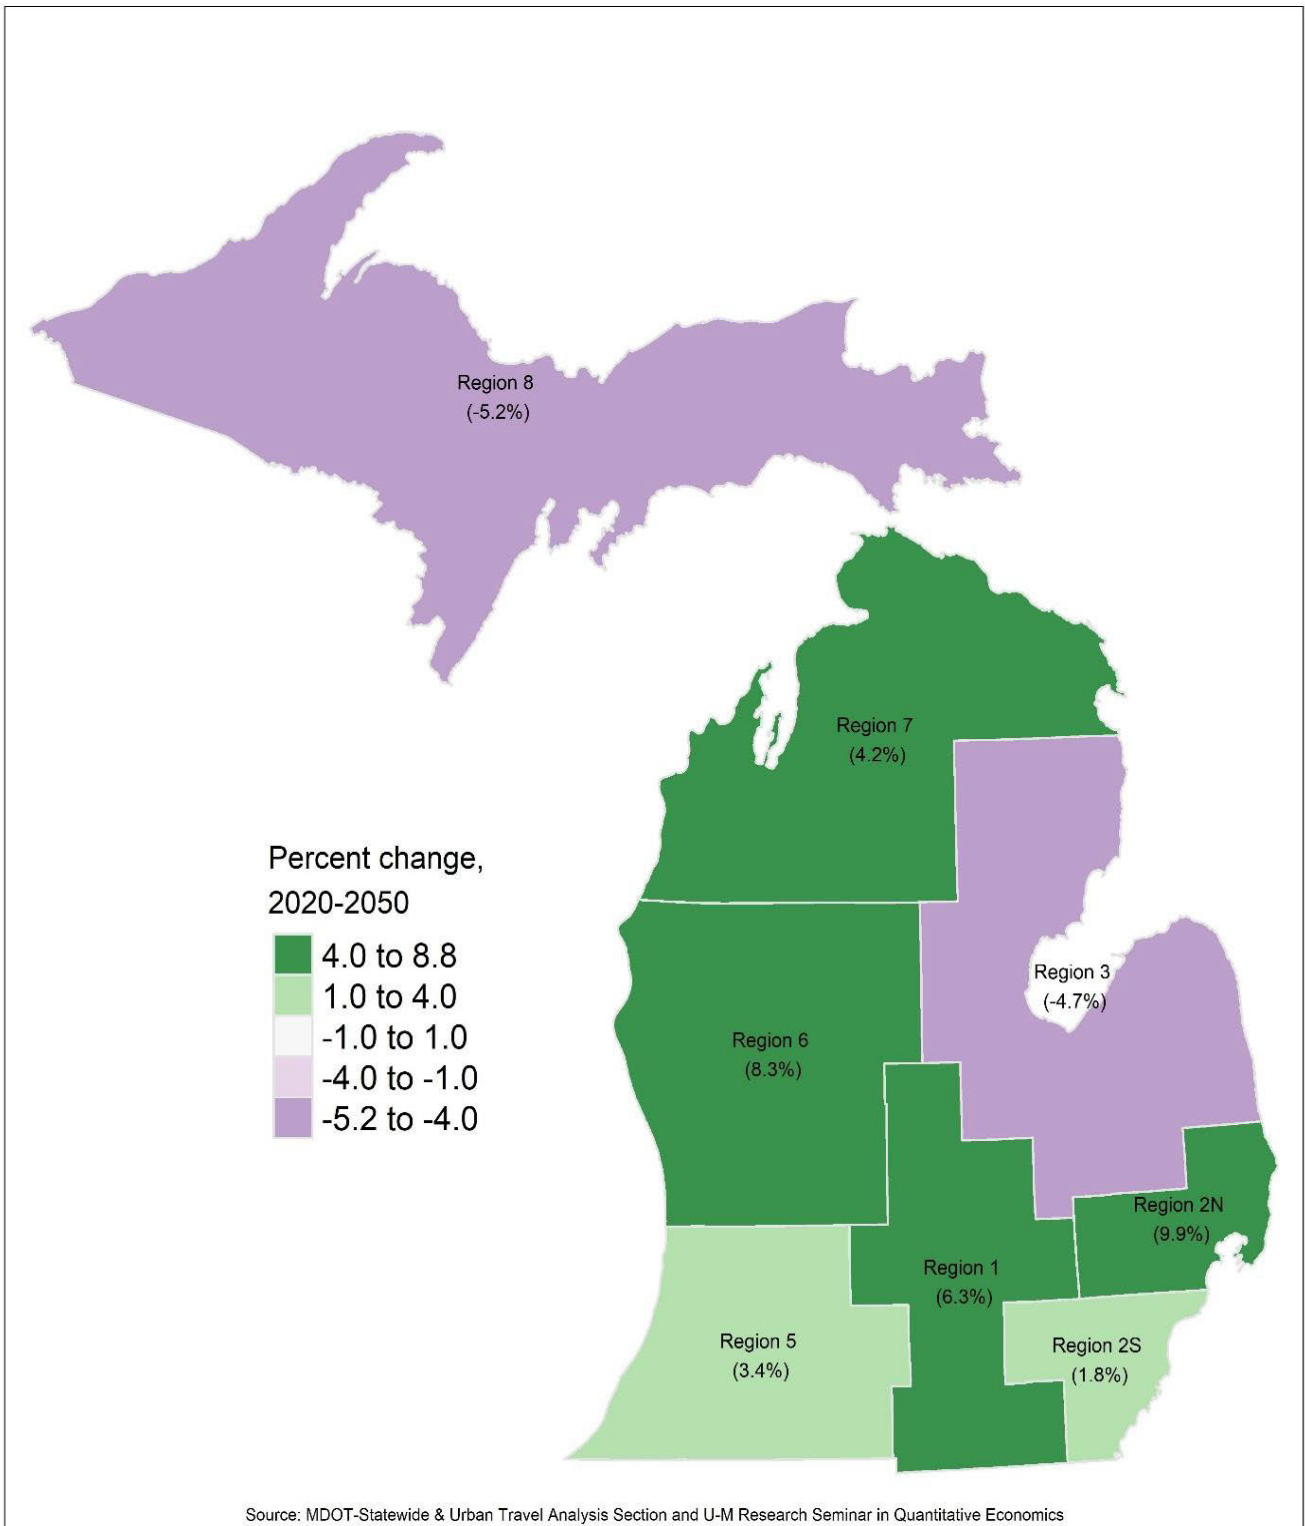 Region 8
(-5.2%)
Region 7
(4.2%)
Percent change,
2020-2050
4.0 to 8.8
1.0 to 4.0
-1.0 to 1.0
-4.0 to -1.0
-5.2 to -4.0
Region 3
(-4.7%)
Region 6
(8.3%)
Region 2N
(9.9%)
Region 1
(6.3%)
Region 5
(3.4%)
Region 2S
(1.8%)
Source: MDOT-Statewide & Urban Travel Analysis Section and U-M Research Seminar in Quantitative Economics